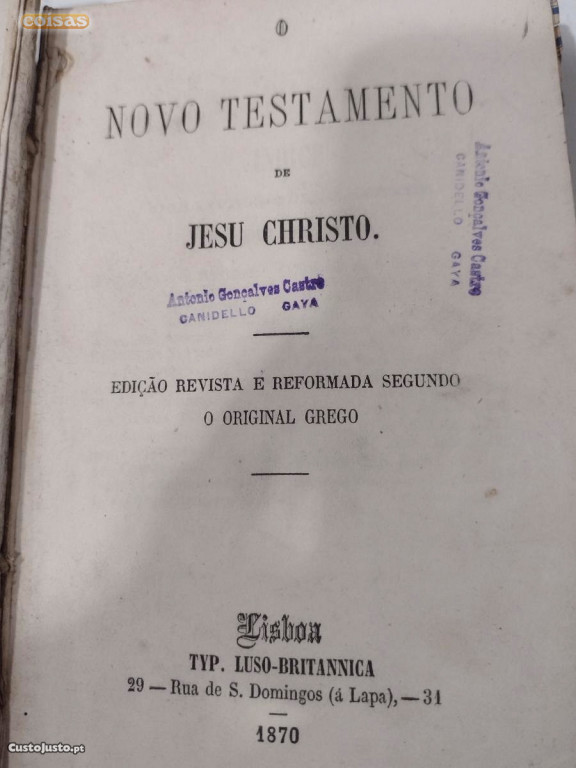 coisas
O
NOVO TESTAMENTO
DE
JESU CHRISTO.
Antonio Gonçalves Castro
CANIDELLO GAYA
Antonio Gonçalves Castro
CANIDELLO GAYA
EDIÇÃO REVISTA E REFORMADA SEGUNDO
O ORIGINAL GREGO
Lisboa
TYP. LUSO-BRITANNICA
29 — Rua de S. Domingos (á Lapa), — 31
1870
CustoJusto.pt